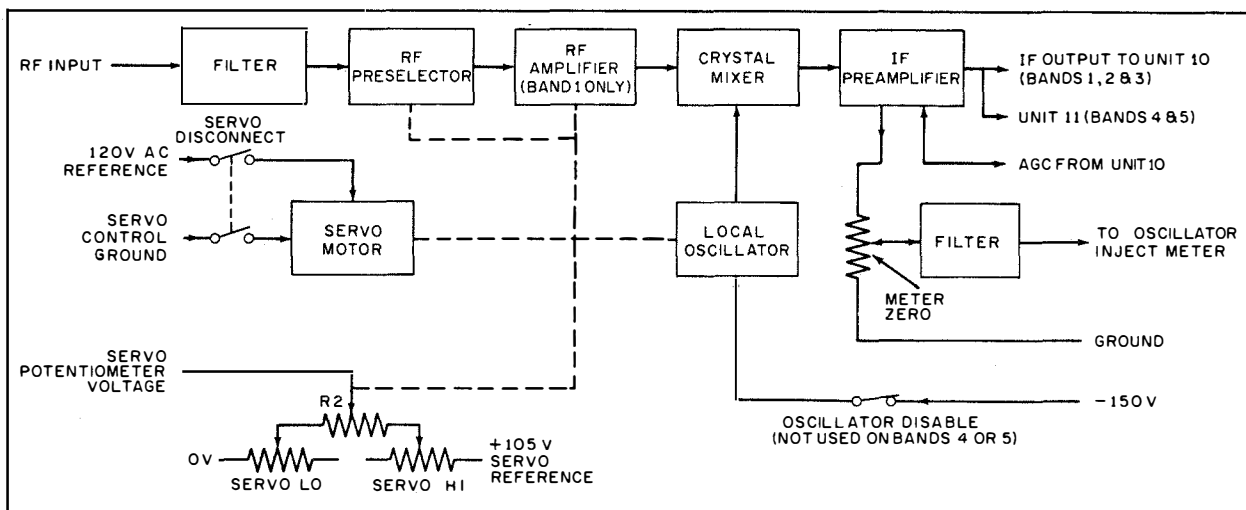 RF INPUT
FILTER
RF
PRESELECTOR
RF
AMPLIFIER
(BAND 1 ONLY)
CRYSTAL
MIXER
IF
PREAMPLIFIER
IF OUTPUT TO UNIT 10
(BANDS 1, 2 & 3)
UNIT 11 (BANDS 4 & 5)
AGC FROM UNIT 10
SERVO
DISCONNECT
120V AC
REFERENCE
SERVO
CONTROL
GROUND
SERVO
MOTOR
LOCAL
OSCILLATOR
FILTER
TO OSCILLATOR
INJECT METER
METER
ZERO
GROUND
SERVO
POTENTIOMETER
VOLTAGE
R2
-150V
OSCILLATOR DISABLE
(NOT USED ON BANDS 4 OR 5)
0V
SERVO LO
SERVO HI
+105V
SERVO
REFERENCE